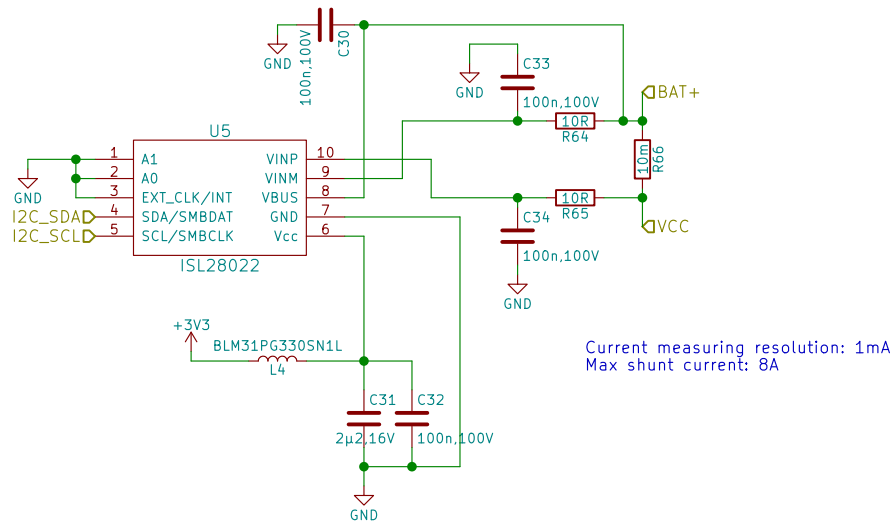 GND
100n,100V
C30
GND
C33
100n,100V
BAT+
10R
R64
10m
R66
U5
1
A1
VINP
10
2
A0
VINM
9
GND
3
EXT_CLK/INT
VBUS
8
10R
R65
I2C_SDA
4
SDA/SMBDAT
GND
7
C34
VCC
I2C_SCL
5
SCL/SMBCLK
Vcc
6
100n,100V
ISL28022
GND
+3V3
BLM31PG330SN1L
L4
Current measuring resolution: 1mA
Max shunt current: 8A
C31
C32
2µ2,16V
100n,100V
GND